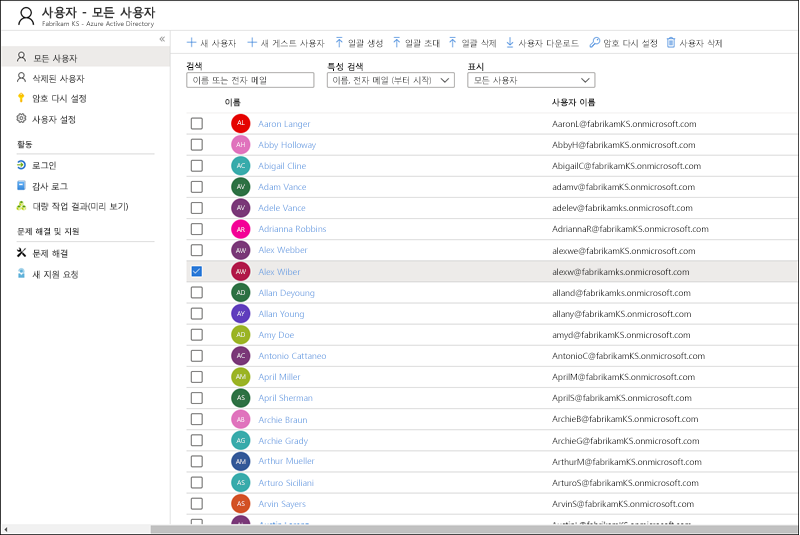 사용자 - 모든 사용자
Fabrikam KS - Azure Active Directory
«
모든 사용자
삭제된 사용자
암호 다시 설정
사용자 설정
활동
로그인
감사 로그
대량 작업 결과(미리 보기)
문제 해결 및 지원
문제 해결
새 지원 요청
새 사용자 새 게스트 사용자 일괄 생성 일괄 초대 일괄 삭제 사용자 다운로드 암호 다시 설정 사용자 삭제
검색 특성 검색 표시
이름 또는 전자 메일 이름, 전자 메일 (부터 시작) 모든 사용자
이름 사용자 이름
AL Aaron Langer AaronL@fabrikamKS.onmicrosoft.com
AH Abby Holloway AbbyH@fabrikamKS.onmicrosoft.com
AC Abigail Cline AbigailC@fabrikamKS.onmicrosoft.com
AV Adam Vance adamv@fabrikamKS.onmicrosoft.com
AV Adele Vance adelev@fabrikamks.onmicrosoft.com
AR Adrianna Robbins AdriannaR@fabrikamKS.onmicrosoft.com
AW Alex Webber alexwe@fabrikamKS.onmicrosoft.com
AW Alex Wiber alexw@fabrikamks.onmicrosoft.com
AD Allan Deyoung alland@fabrikamKS.onmicrosoft.com
AY Allan Young allany@fabrikamKS.onmicrosoft.com
AD Amy Doe amyd@fabrikamKS.onmicrosoft.com
AC Antonio Cattaneo AntonioC@fabrikamKS.onmicrosoft.com
AM April Miller AprilM@fabrikamKS.onmicrosoft.com
AS April Sherman AprilS@fabrikamKS.onmicrosoft.com
AB Archie Braun ArchieB@fabrikamKS.onmicrosoft.com
AG Archie Grady ArchieG@fabrikamKS.onmicrosoft.com
AM Arthur Mueller ArthurM@fabrikamKS.onmicrosoft.com
AS Arturo Siciliani ArturoS@fabrikamKS.onmicrosoft.com
AS Arvin Sayers ArvinS@fabrikamKS.onmicrosoft.com